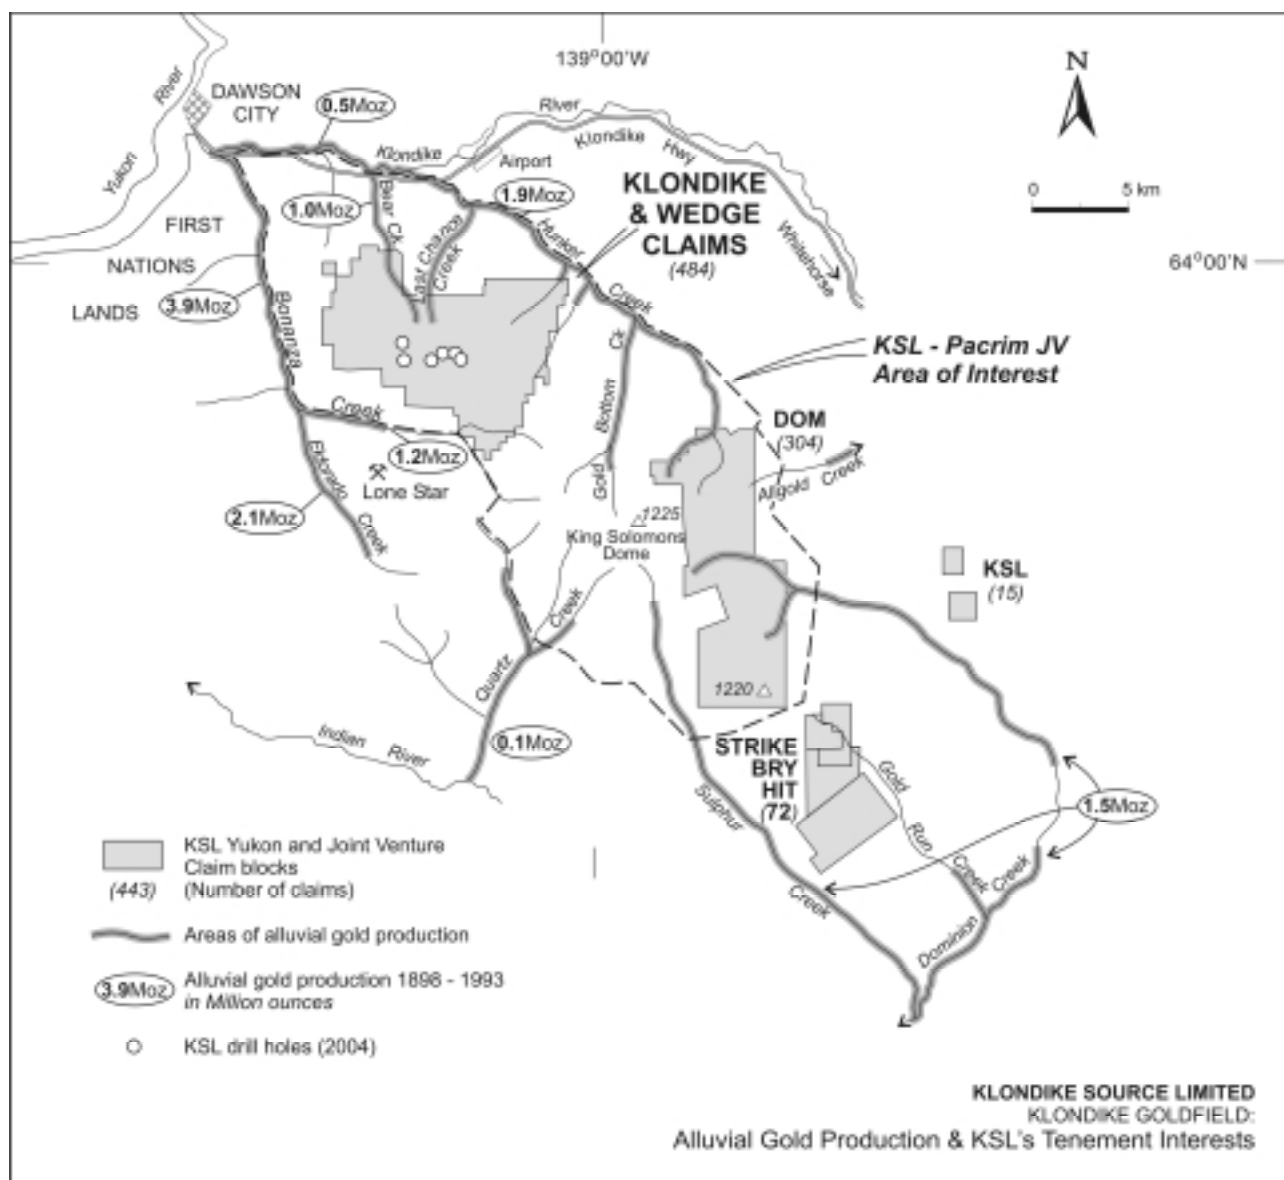 139°00'W
N
DAWSON
CITY
River
Yukon
0.5Moz
River
Klondike
Klondike
Hwy
Airport
KLONDIKE
& WEDGE
CLAIMS
(484)
0 5 km
1.0Moz
Bear Ck
1.9Moz
Hunker
Creek
Last Chance
Creek
Whitehorse
64°00'N
FIRST
NATIONS
LANDS
3.9Moz
Bonanza
Creek
KSL - Pacrim JV
Area of Interest
Gold Bottom Ck
DOM
(304)
Allgold Creek
1.2Moz
Lone Star
Eldorado
Creek
2.1Moz
1225
King Solomons
Dome
KSL
(15)
Quartz
Creek
1220
Indian River
0.1Moz
STRIKE
BRY
HIT
(72)
Gold
Run
Creek
Sulphur
Creek
1.5Moz
Dominion
Creek
KSL Yukon and Joint Venture
Claim blocks
(443) (Number of claims)
Areas of alluvial gold production
3.9Moz Alluvial gold production 1898 - 1993
in Million ounces
KSL drill holes (2004)
KLONDIKE SOURCE LIMITED
KLONDIKE GOLDFIELD:
Alluvial Gold Production & KSL's Tenement Interests